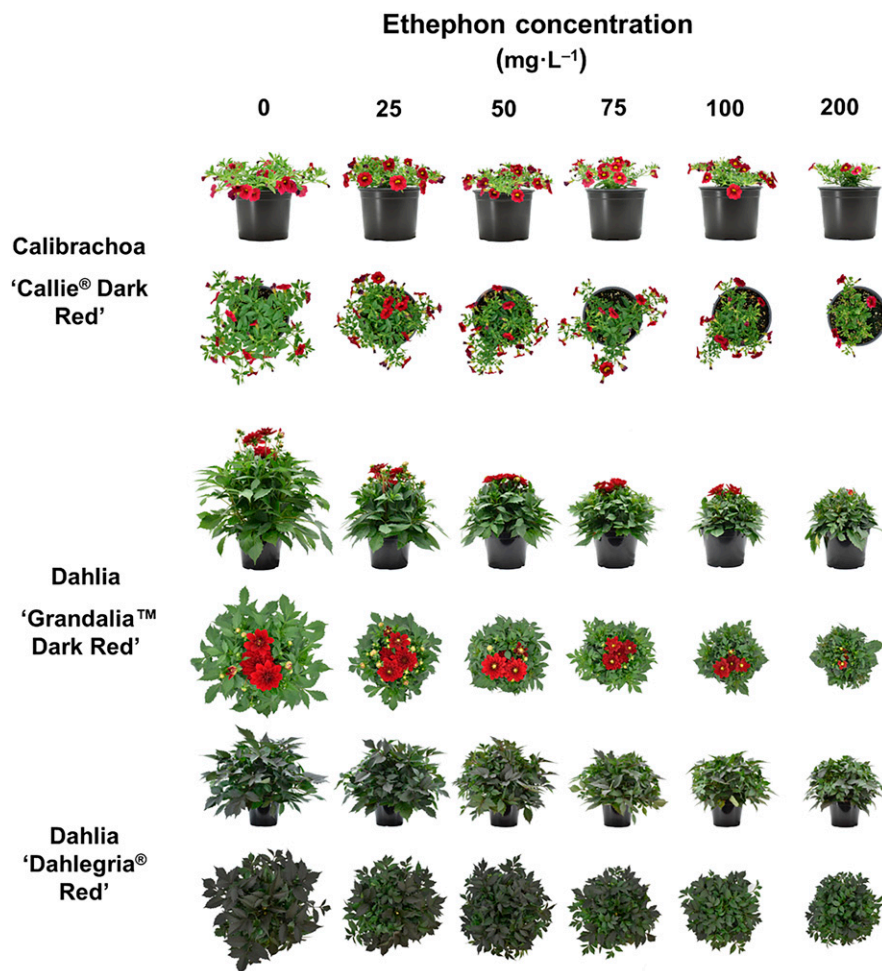 Ethephon concentration
(mg·L⁻¹)
0 25 50 75 100 200
Calibrachoa
‘Callie® Dark
Red’
Dahlia
‘Grandalia™
Dark Red’
Dahlia
‘Dahlegria®
Red’